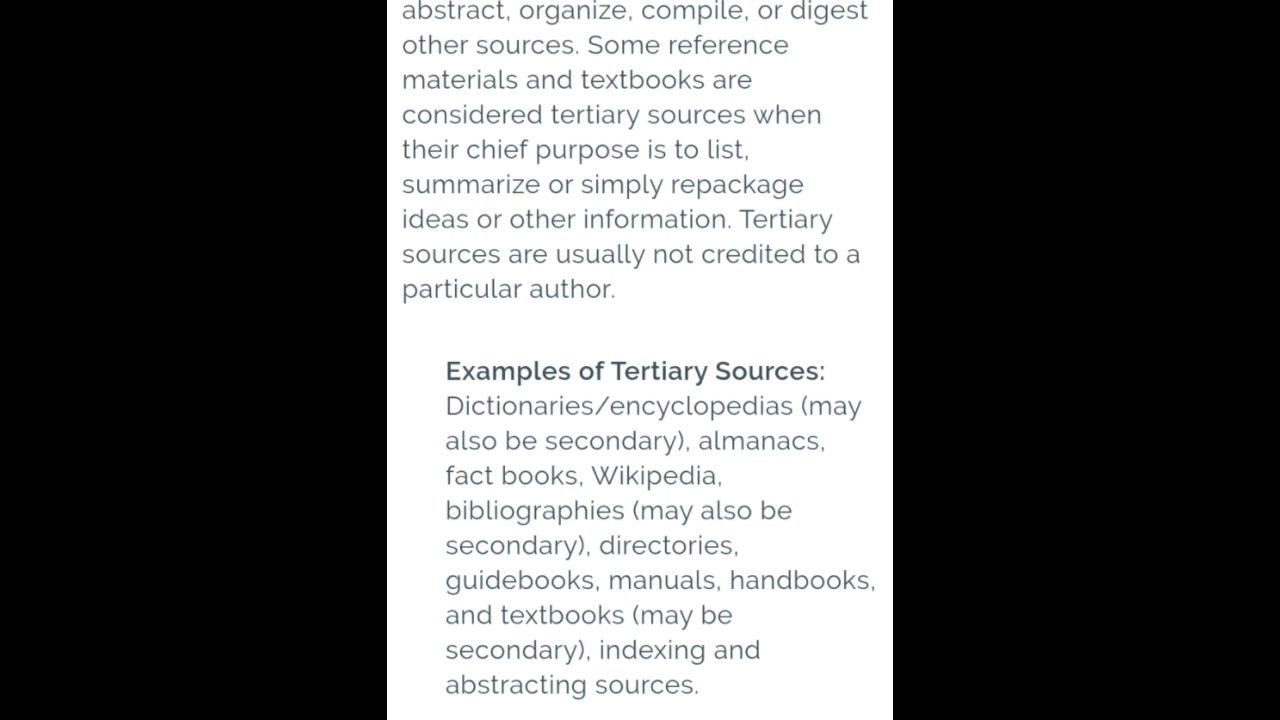 abstract, organize, compile, or digest
other sources. Some reference
materials and textbooks are
considered tertiary sources when
their chief purpose is to list,
summarize or simply repackage
ideas or other information. Tertiary
sources are usually not credited to a
particular author.
Examples of Tertiary Sources:
Dictionaries/encyclopedias (may
also be secondary), almanacs,
fact books, Wikipedia,
bibliographies (may also be
secondary), directories,
guidebooks, manuals, handbooks,
and textbooks (may be
secondary), indexing and
abstracting sources.